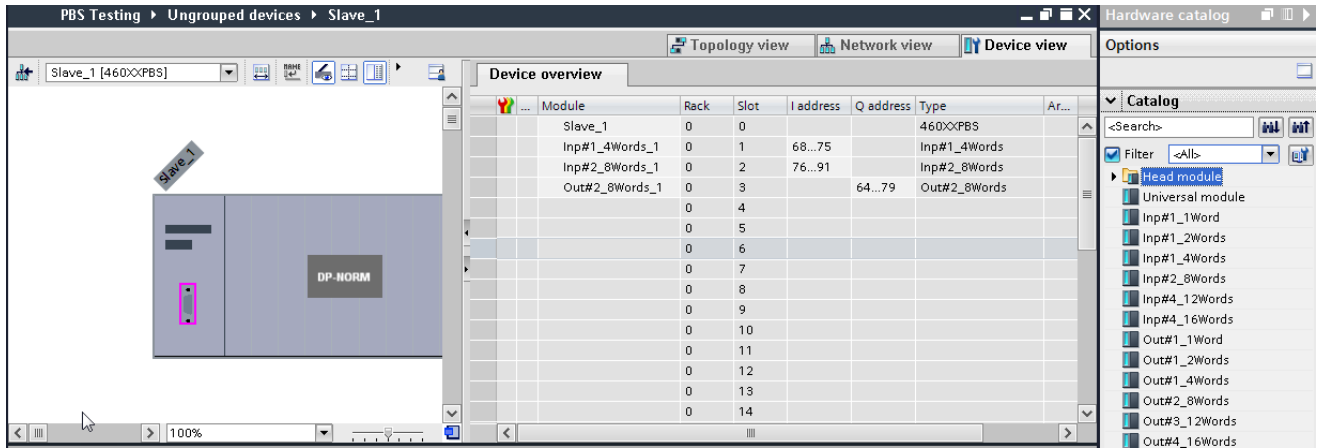 PBS Testing ▸ Ungrouped devices ▸ Slave_1
Hardware catalog
Topology view
Network view
Device view
Options
Slave_1 [460XXPBS]
Device overview
... Module Rack Slot I address Q address Type Ar...
Slave_1 0 0 460XXPBS
Inp#1_4Words_1 0 1 68...75 Inp#1_4Words
Inp#2_8Words_1 0 2 76...91 Inp#2_8Words
Out#2_8Words_1 0 3 64...79 Out#2_8Words
0 4
0 5
0 6
0 7
0 8
0 9
0 10
0 11
0 12
0 13
0 14
Slave_1
DP-NORM
100%
Catalog
<Search>
Filter <All>
Head module
Universal module
Inp#1_1Word
Inp#1_2Words
Inp#1_4Words
Inp#2_8Words
Inp#4_12Words
Inp#4_16Words
Out#1_1Word
Out#1_2Words
Out#1_4Words
Out#2_8Words
Out#3_12Words
Out#4_16Words